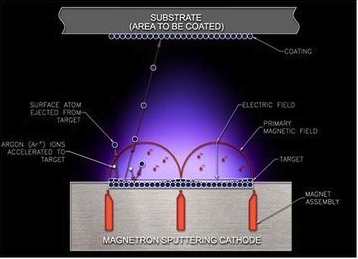 SUBSTRATE
(AREA TO BE COATED)
COATING
SURFACE ATOM
EJECTED FROM
TARGET
ELECTRIC FIELD
PRIMARY
MAGNETIC FIELD
ARGON (Ar+) IONS
ACCELERATED TO
TARGET
TARGET
MAGNET
ASSEMBLY
MAGNETRON SPUTTERING CATHODE